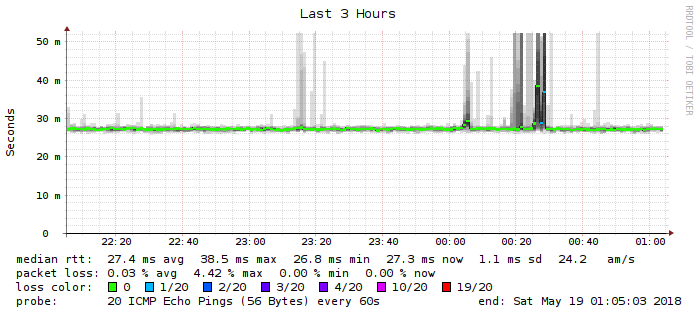 Last 3 Hours
RRDTOOL / TOBI OETIKER
Seconds
50 m
40 m
30 m
20 m
10 m
0
22:20 22:40 23:00 23:20 23:40 00:00 00:20 00:40 01:00
median rtt: 27.4 ms avg 38.5 ms max 26.8 ms min 27.3 ms now 1.1 ms sd 24.2 am/s
packet loss: 0.03 % avg 4.42 % max 0.00 % min 0.00 % now
loss color: 0 1/20 2/20 3/20 4/20 10/20 19/20
probe: 20 ICMP Echo Pings (56 Bytes) every 60s end: Sat May 19 01:05:03 2018